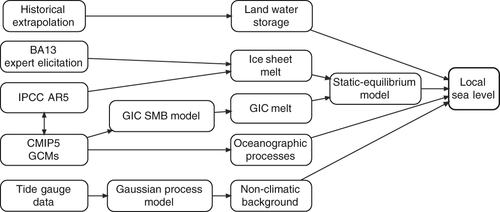 Historical
extrapolation
Land water
storage
BA13
expert elicitation
Ice sheet
melt
Static-equilibrium
model
Local
sea level
IPCC AR5
GIC SMB model
GIC melt
CMIP5
GCMs
Oceanographic
processes
Tide gauge
data
Gaussian process
model
Non-climatic
background